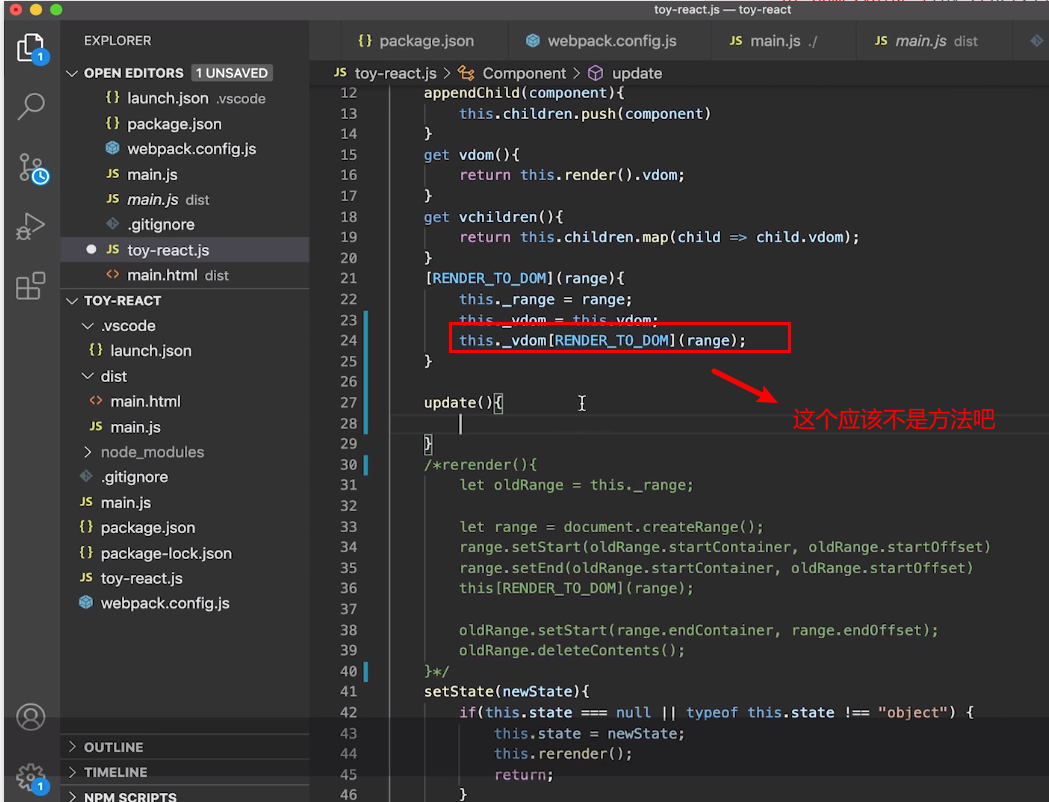 toy-react.js — toy-react
EXPLORER
OPEN EDITORS 1 UNSAVED
{} launch.json .vscode
{} package.json
webpack.config.js
JS main.js
JS main.js dist
.gitignore
JS toy-react.js
<> main.html dist
TOY-REACT
.vscode
{} launch.json
dist
<> main.html
JS main.js
node_modules
.gitignore
JS main.js
{} package.json
{} package-lock.json
JS toy-react.js
webpack.config.js
OUTLINE
TIMELINE
NPM SCRIPTS
1
1
{} package.json webpack.config.js JS main.js ./ JS main.js dist
JS toy-react.js > Component > update
12 appendChild(component){
13 this.children.push(component)
14 }
15 get vdom(){
16 return this.render().vdom;
17 }
18 get vchildren(){
19 return this.children.map(child => child.vdom);
20 }
21 [RENDER_TO_DOM](range){
22 this._range = range;
23 this._vdom = this.vdom;
24 this._vdom[RENDER_TO_DOM](range);
25 }
26
27 update(){
28
这个应该不是方法吧
29 }
30 /*rerender(){
31 let oldRange = this._range;
32
33 let range = document.createRange();
34 range.setStart(oldRange.startContainer, oldRange.startOffset)
35 range.setEnd(oldRange.startContainer, oldRange.startOffset)
36 this[RENDER_TO_DOM](range);
37
38 oldRange.setStart(range.endContainer, range.endOffset);
39 oldRange.deleteContents();
40 }*/
41 setState(newState){
42 if(this.state === null || typeof this.state !== "object") {
43 this.state = newState;
44 this.rerender();
45 return;
46 }